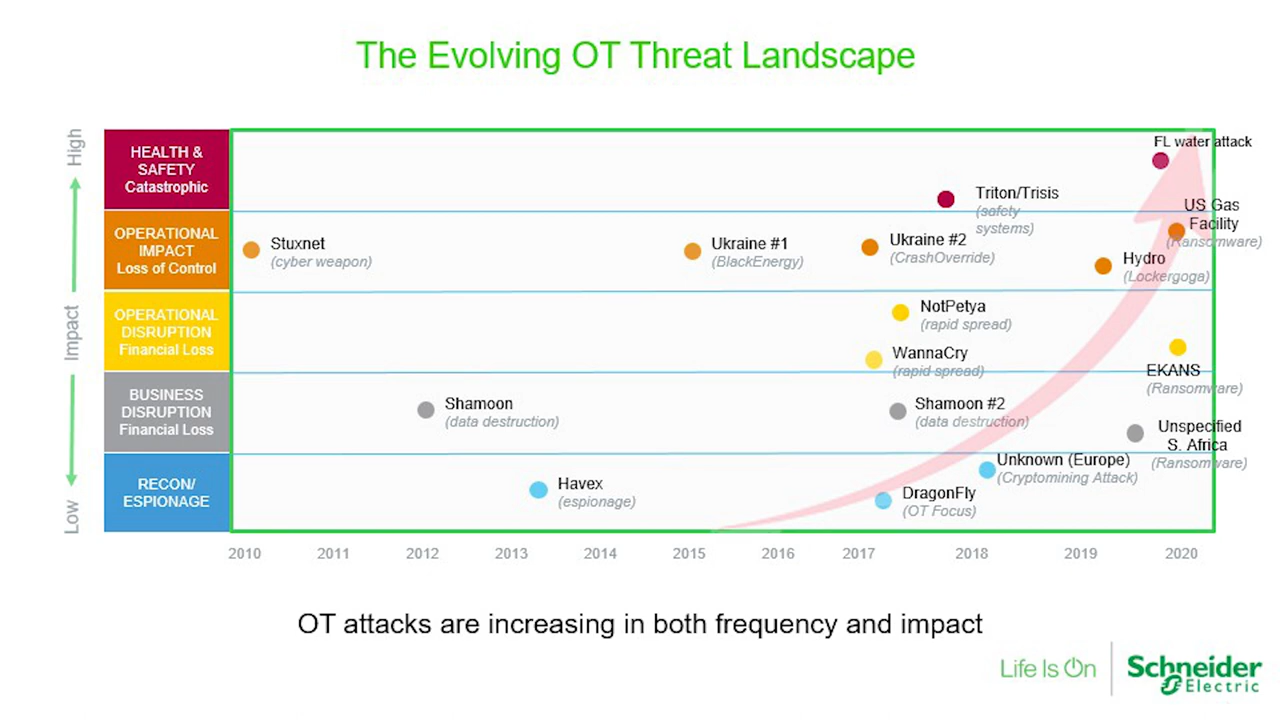 The Evolving OT Threat Landscape
High
Impact
Low
HEALTH &
SAFETY
Catastrophic
OPERATIONAL
IMPACT
Loss of Control
OPERATIONAL
DISRUPTION
Financial Loss
BUSINESS
DISRUPTION
Financial Loss
RECON/
ESPIONAGE
FL water attack
Triton/Trisis
(safety
systems)
US Gas
Facility
(Ransomware)
Stuxnet
(cyber weapon)
Ukraine #1
(BlackEnergy)
Ukraine #2
(CrashOverride)
Hydro
(Lockergoga)
NotPetya
(rapid spread)
WannaCry
(rapid spread)
EKANS
(Ransomware)
Shamoon
(data destruction)
Shamoon #2
(data destruction)
Unspecified
S. Africa
(Ransomware)
Unknown (Europe)
(Cryptomining Attack)
Havex
(espionage)
DragonFly
(OT Focus)
2010 2011 2012 2013 2014 2015 2016 2017 2018 2019 2020
OT attacks are increasing in both frequency and impact
Life Is On
Schneider
Electric